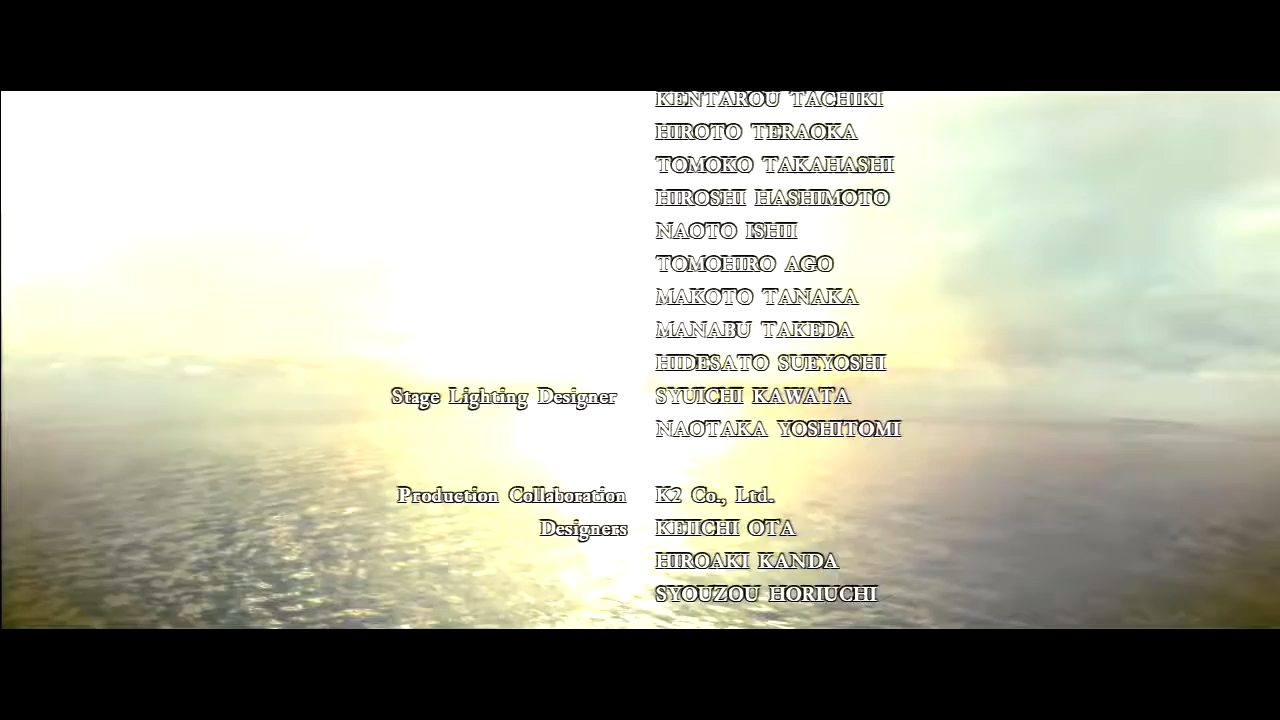 KENTAROU TACHIKI
HIROTO TERAOKA
TOMOKO TAKAHASHI
HIROSHI HASHIMOTO
NAOTO ISHII
TOMOHIRO AGO
MAKOTO TANAKA
MANABU TAKEDA
HIDESATO SUEYOSHI
Stage Lighting Designer SYUICHI KAWATA
NAOTAKA YOSHITOMI
Production Collaboration K2 Co., Ltd.
Designers KEIICHI OTA
HIROAKI KANDA
SYOUZOU HORIUCHI